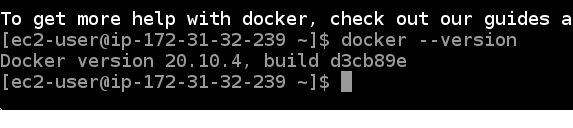 To get more help with docker, check out our guides a
[ec2-user@ip-172-31-32-239 ~]$ docker --version
Docker version 20.10.4, build d3cb89e
[ec2-user@ip-172-31-32-239 ~]$